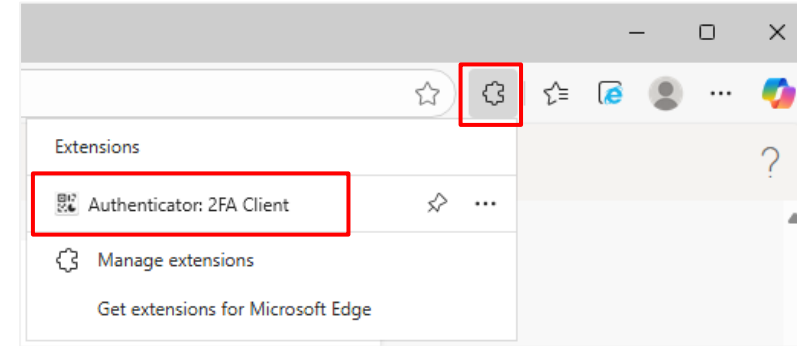 Extensions
Authenticator: 2FA Client
Manage extensions
Get extensions for Microsoft Edge